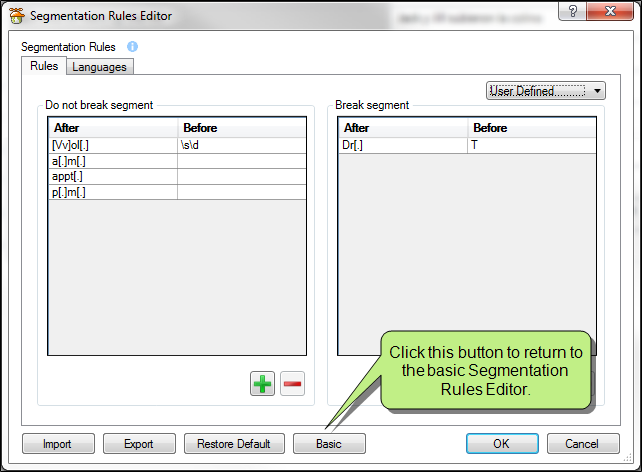 Segmentation Rules Editor
Segmentation Rules
Rules Languages
User Defined
Do not break segment
After Before
[Vv]ol[.] \s\d
a[.]m[.]
appt[.]
p[.]m[.]
Break segment
After Before
Dr[.] T
Click this button to return to
the basic Segmentation
Rules Editor.
Import Export Restore Default Basic OK Cancel